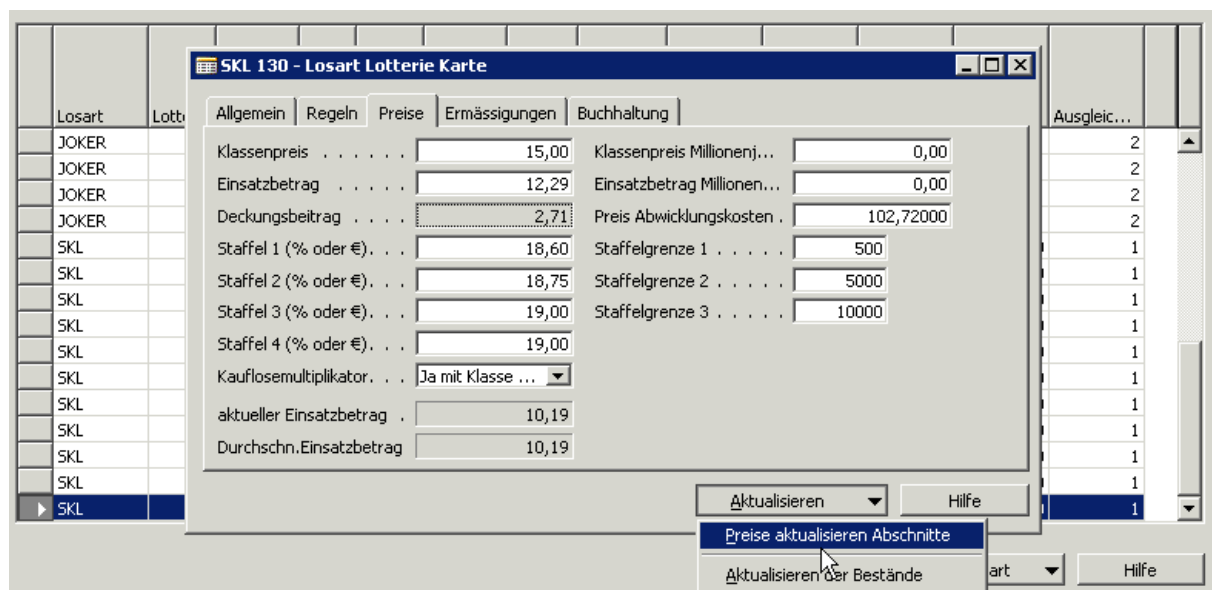 SKL 130 - Losart Lotterie Karte
Losart Lotte Ausgleic...
Allgemein Regeln Preise Ermässigungen Buchhaltung
JOKER 2
JOKER 2
JOKER 2
JOKER 2
SKL 1
SKL 1
SKL 1
SKL 1
SKL 1
SKL 1
SKL 1
SKL 1
SKL 1
SKL 1
SKL 1
Klassenpreis . . . . . . 15,00 Klassenpreis Millionenj... 0,00
Einsatzbetrag . . . . . 12,29 Einsatzbetrag Millionen... 0,00
Deckungsbeitrag . . . . 2,71 Preis Abwicklungskosten . 102,72000
Staffel 1 (% oder €). . . 18,60 Staffelgrenze 1 . . . . . 500
Staffel 2 (% oder €). . . 18,75 Staffelgrenze 2 . . . . . 5000
Staffel 3 (% oder €). . . 19,00 Staffelgrenze 3 . . . . . 10000
Staffel 4 (% oder €). . . 19,00
Kauflosemultiplikator. . . Ja mit Klasse ...
aktueller Einsatzbetrag . 10,19
Durchschn.Einsatzbetrag 10,19
Aktualisieren Hilfe
Preise aktualisieren Abschnitte
Aktualisieren der Bestände
art Hilfe